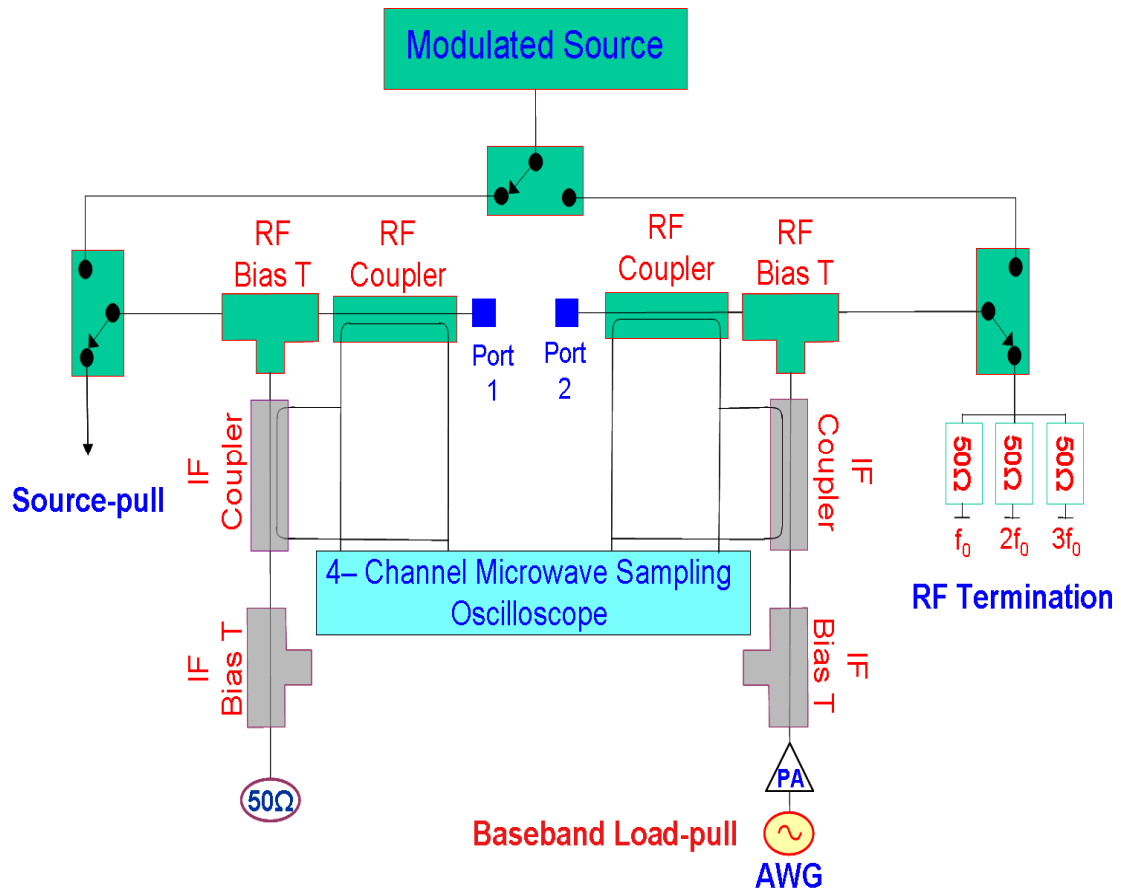 Modulated Source
RF
Bias T
RF
Coupler
RF
Coupler
RF
Bias T
Port
1
Port
2
IF
Coupler
IF
Coupler
50Ω
50Ω
50Ω
f₀
2f₀
3f₀
Source-pull
RF Termination
4– Channel Microwave Sampling
Oscilloscope
IF
Bias T
IF
Bias T
PA
50Ω
Baseband Load-pull
AWG